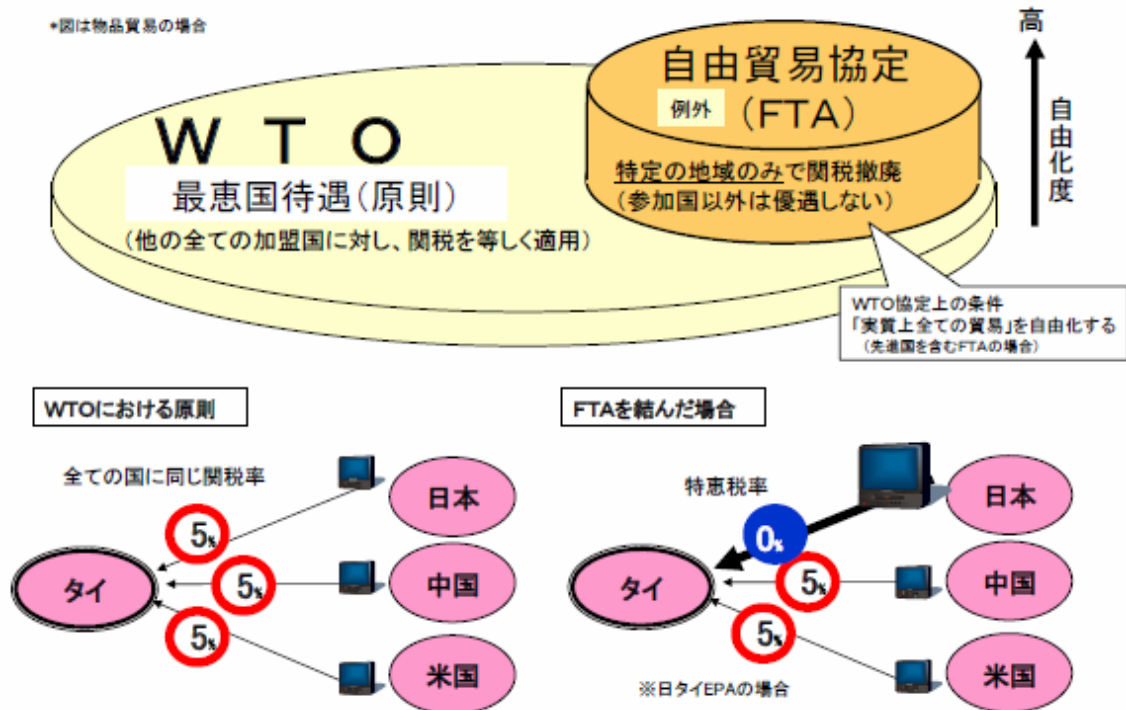 *図は物品貿易の場合
高
自由化度
自由貿易協定
例外 (FTA)
特定の地域のみで関税撤廃
(参加国以外は優遇しない)
WTO
最恵国待遇(原則)
(他の全ての加盟国に対し、関税を等しく適用)
WTO協定上の条件
「実質上全ての貿易」を自由化する
(先進国を含むFTAの場合)
WTOにおける原則
全ての国に同じ関税率
日本
5%
タイ
5%
中国
5%
米国
FTAを結んだ場合
特恵税率
日本
0%
タイ
5%
中国
5%
米国
※日タイEPAの場合